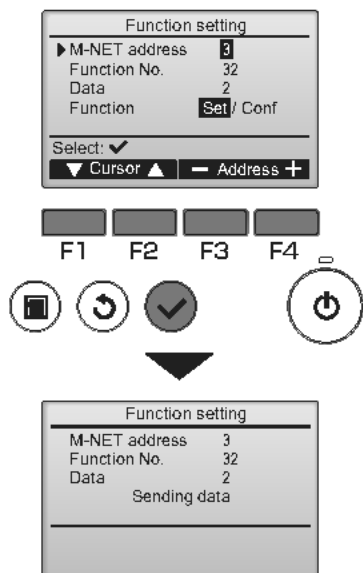 Function setting
M-NET address 3
Function No. 32
Data 2
Function Set / Conf
Select: ✔
▼ Cursor ▲ − Address +
F1 F2 F3 F4
Function setting
M-NET address 3
Function No. 32
Data 2
Sending data